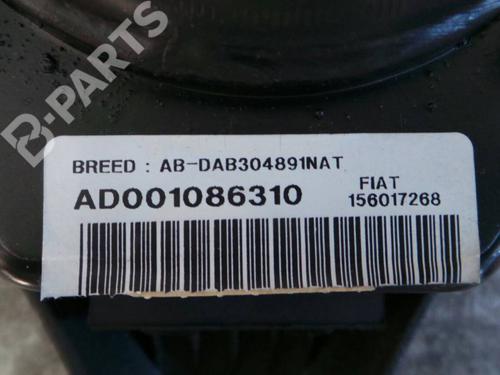 B-PARTS
BREED : AB-DAB304891NAT
AD001086310
FIAT
156017268